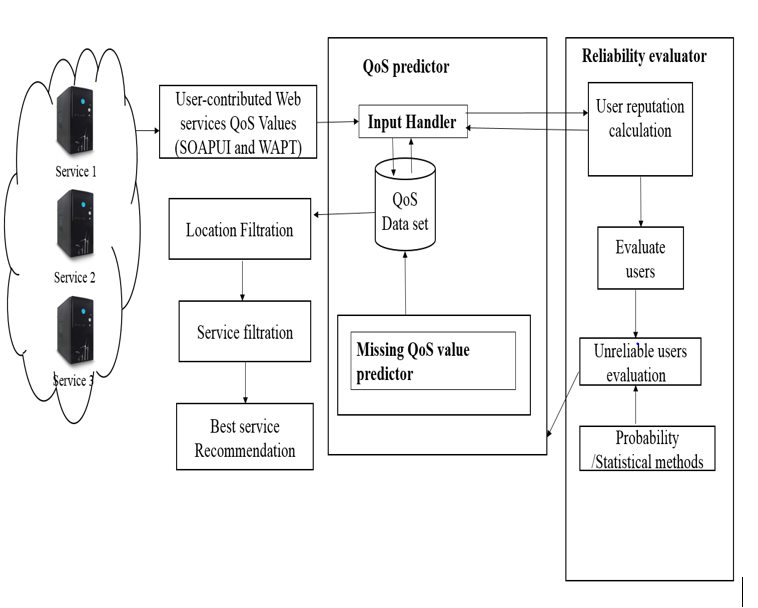 Service 1
Service 2
Service 3
User-contributed Web
services QoS Values
(SOAPUI and WAPT)
Location Filtration
Service filtration
Best service
Recommendation
QoS predictor
Input Handler
QoS
Data set
Missing QoS value
predictor
Reliability evaluator
User reputation
calculation
Evaluate
users
Unreliable users
evaluation
Probability
/Statistical methods